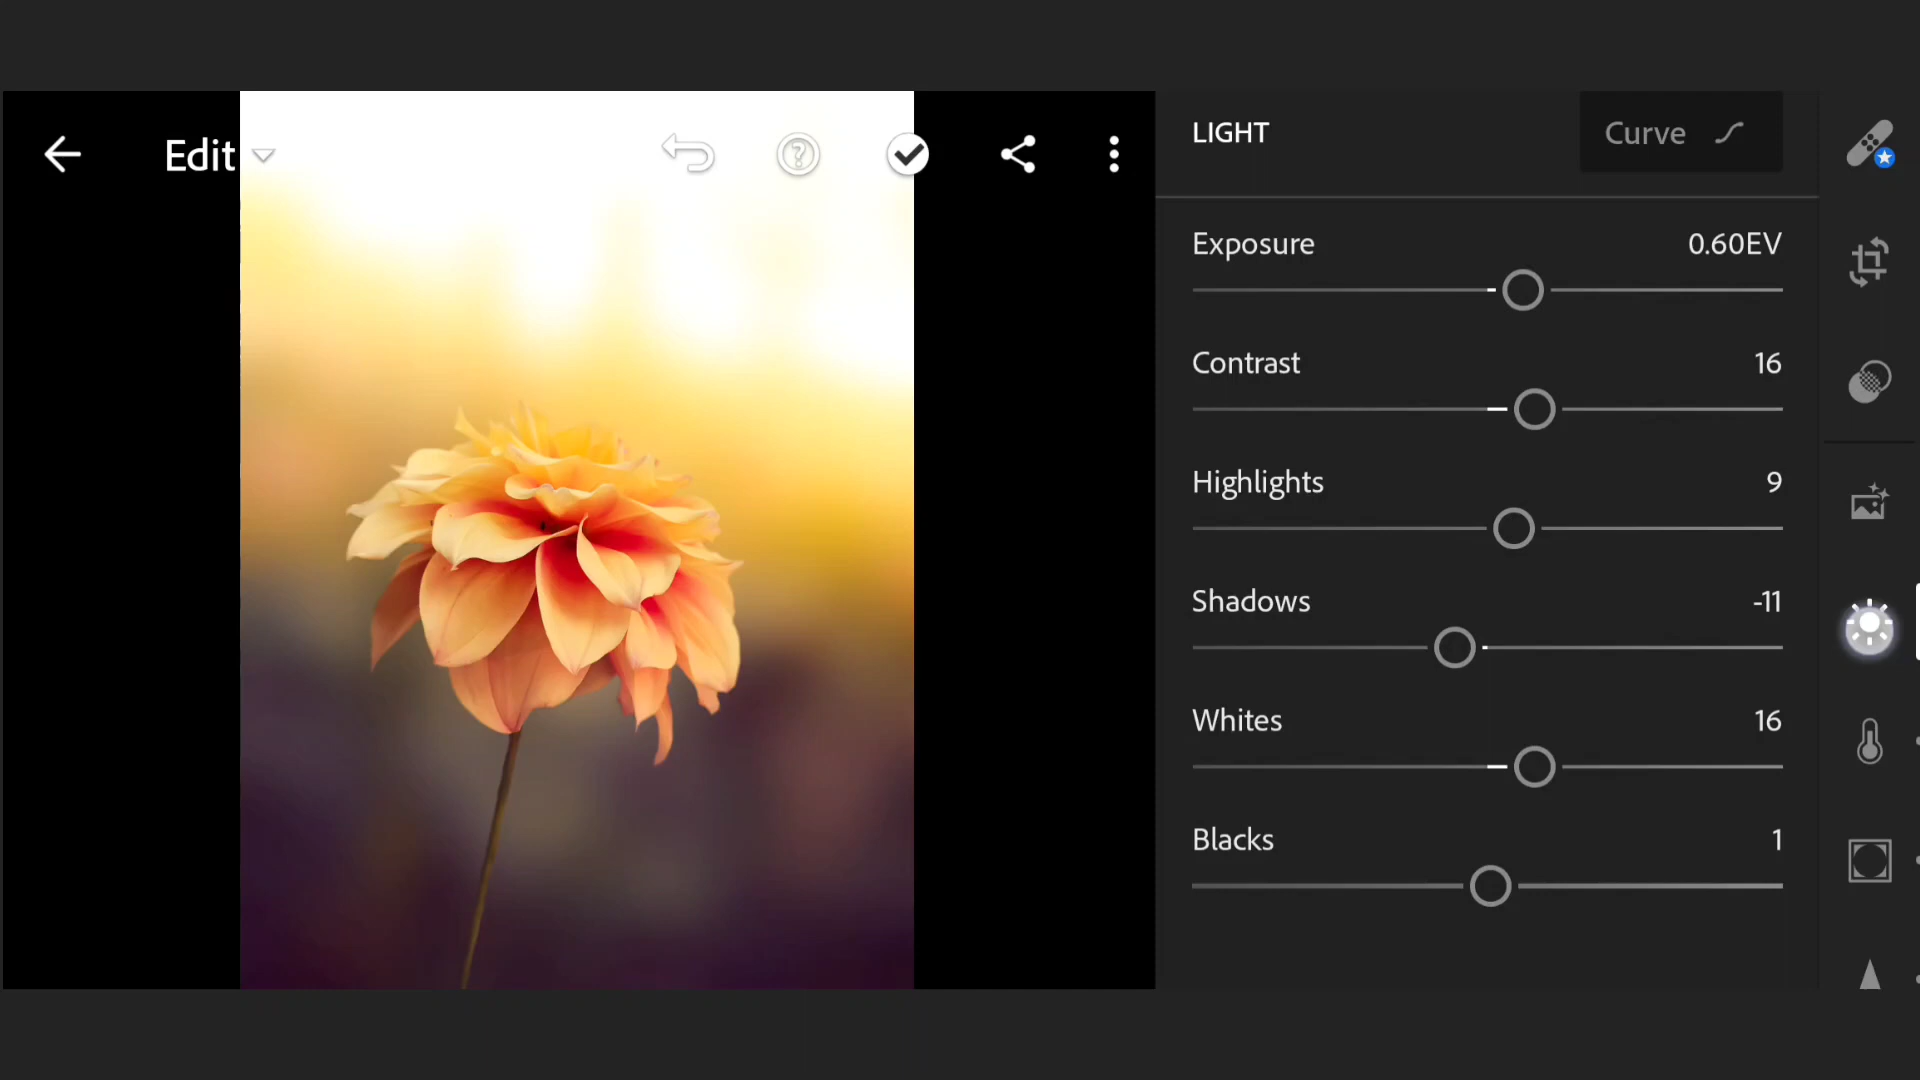 Edit
LIGHT
Curve
Exposure 0.60EV
Contrast 16
Highlights 9
Shadows -11
Whites 16
Blacks 1